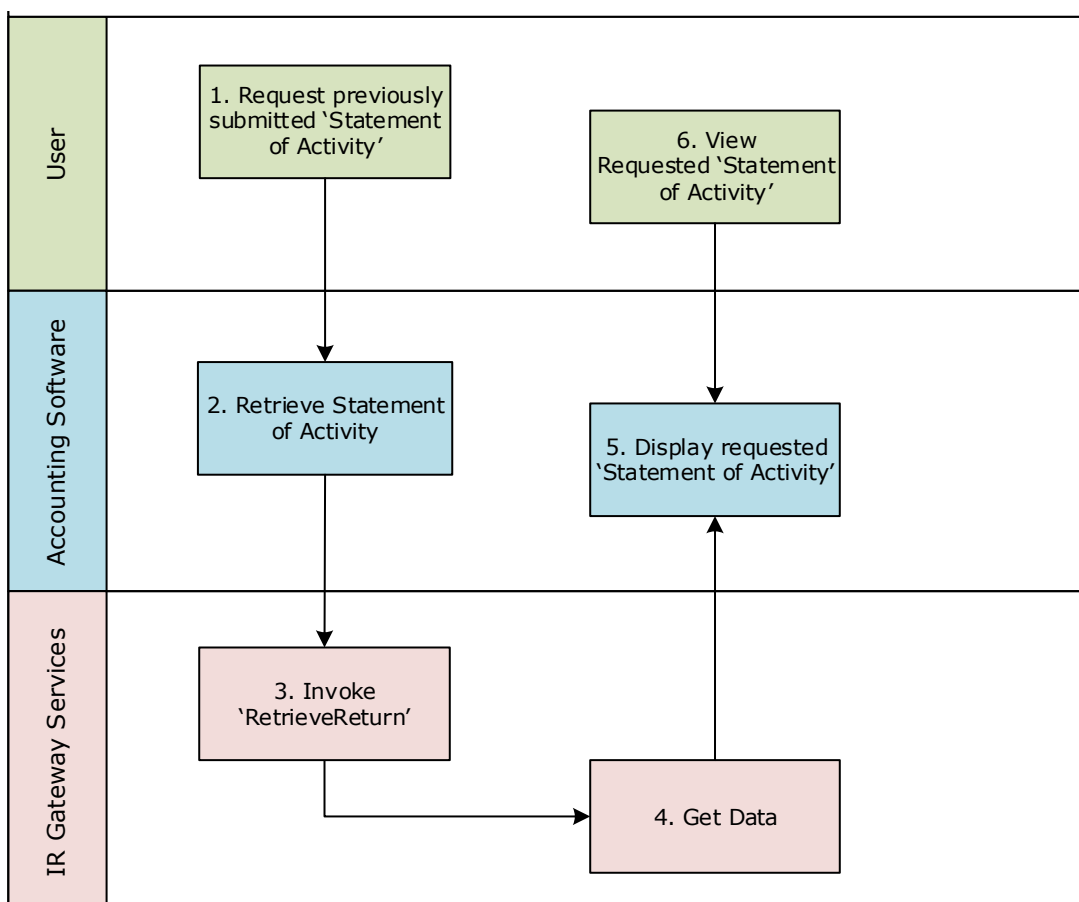 User
1. Request previously
submitted ‘Statement
of Activity’
6. View
Requested ‘Statement
of Activity’
Accounting Software
2. Retrieve Statement
of Activity
5. Display requested
‘Statement of Activity’
IR Gateway Services
3. Invoke
‘RetrieveReturn’
4. Get Data